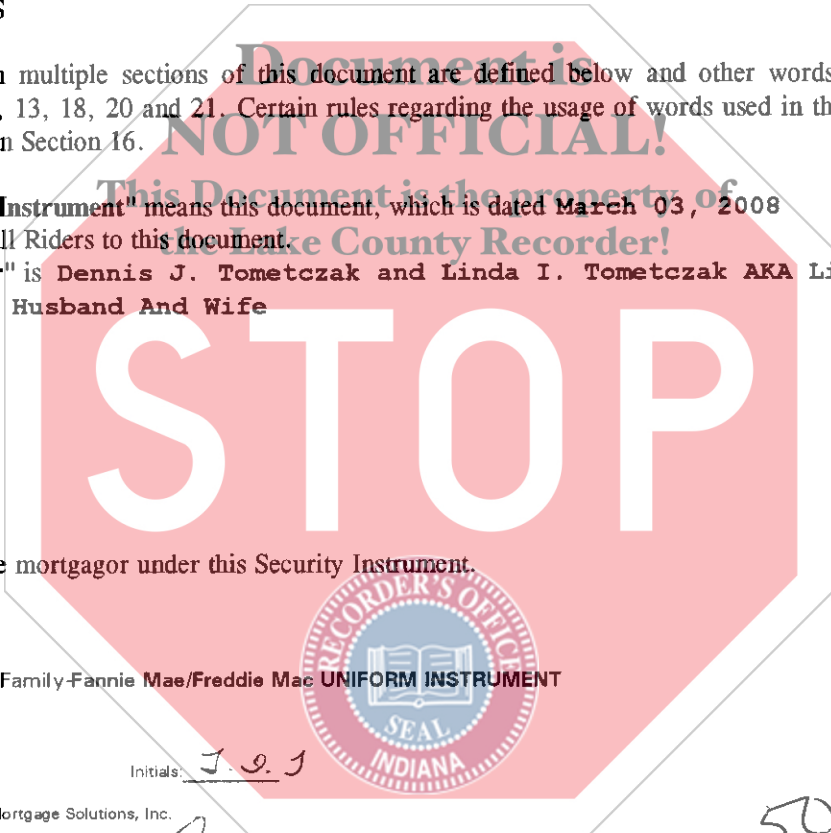 Document is
multiple sections of this document are defined below and other words
, 13, 18, 20 and 21. Certain rules regarding the usage of words used in th
n Section 16.
NOT OFFICIAL!
This Document is the property of
Instrument" means this document, which is dated March 03, 2008
ll Riders to this document.
the Lake County Recorder!
" is Dennis J. Tometczak and Linda I. Tometczak AKA Li
Husband And Wife
STOP
e mortgagor under this Security Instrument.
RECORDER'S OFFICE
SEAL
INDIANA
Family-Fannie Mae/Freddie Mac UNIFORM INSTRUMENT
Initials:
ortgage Solutions, Inc.